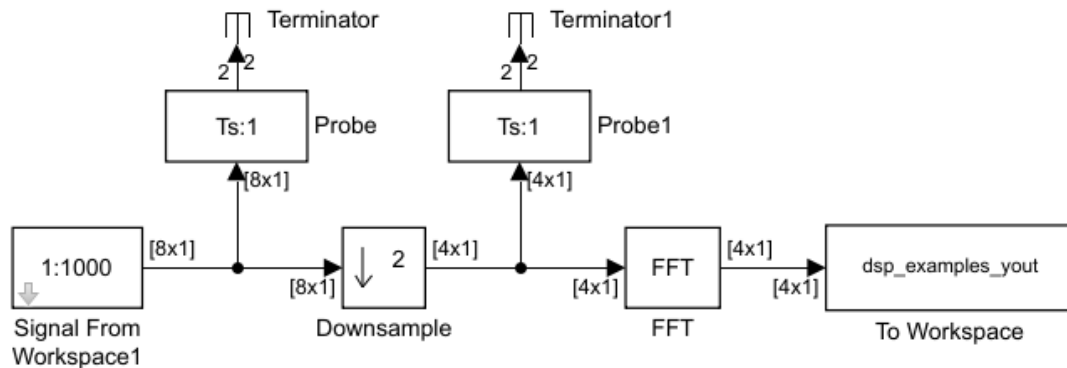 Terminator
Terminator1
2
2
2
2
Ts:1
Probe
Ts:1
Probe1
[8x1]
[4x1]
1:1000
[8x1]
[8x1]
2
[4x1]
[4x1]
FFT
[4x1]
[4x1]
dsp_examples_yout
Signal From
Workspace1
Downsample
FFT
To Workspace